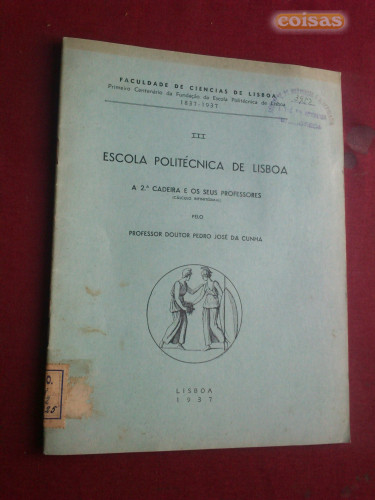 coisas
FACULDADE DE CIÊNCIAS DE LISBOA
Primeiro Centenário da Fundação da Escola Politécnica de Lisboa
1837-1937
III
ESCOLA POLITÉCNICA DE LISBOA
A 2.ª CADEIRA E OS SEUS PROFESSORES
PELO
PROFESSOR DOUTOR PEDRO JOSÉ DA CUNHA
LISBOA
1937